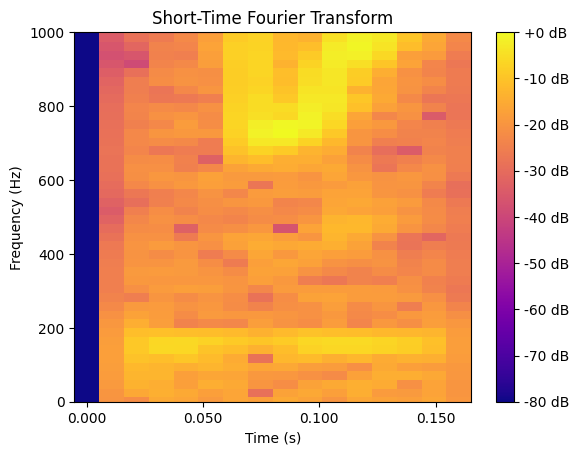 Short-Time Fourier Transform
1000
800
600
400
200
0
Frequency (Hz)
0.000
0.050
0.100
0.150
Time (s)
+0 dB
-10 dB
-20 dB
-30 dB
-40 dB
-50 dB
-60 dB
-70 dB
-80 dB